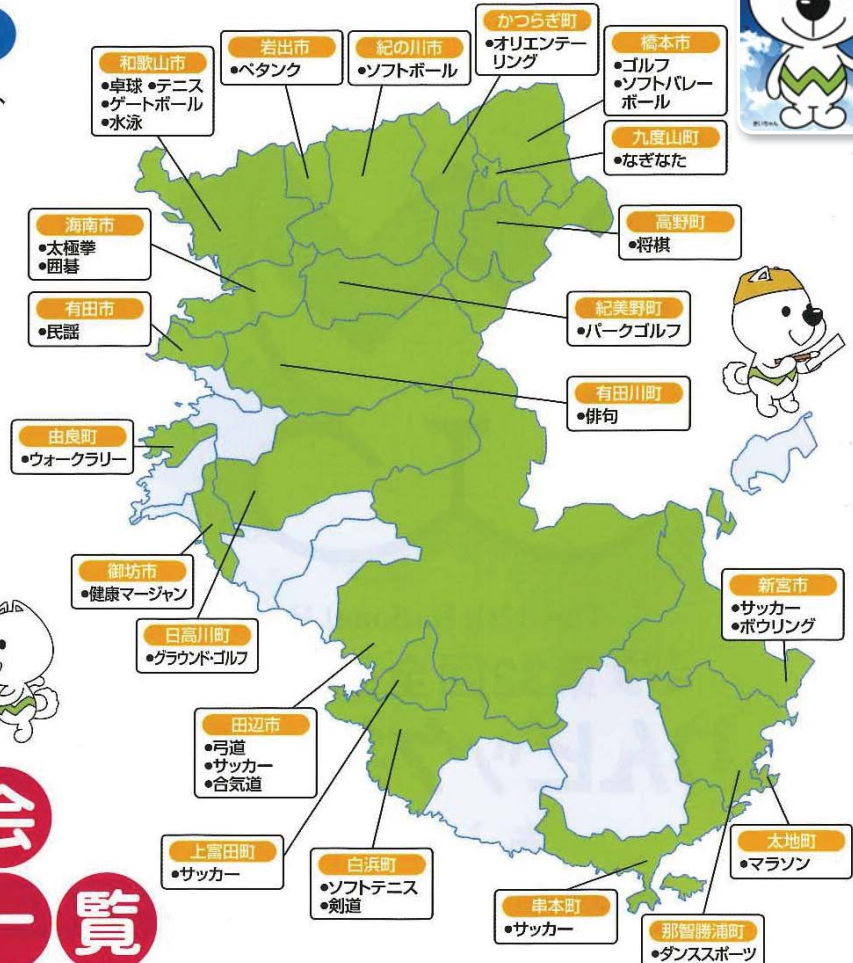 かつらぎ町
•オリエンテー
リング
岩出市
•ペタンク
紀の川市
•ソフトボール
橋本市
•ゴルフ
•ソフトバレー
ボール
和歌山市
•卓球 •テニス
•ゲートボール
•水泳
九度山町
•なぎなた
高野町
•将棋
海南市
•太極拳
•囲碁
有田市
•民謡
紀美野町
•パークゴルフ
有田川町
•俳句
由良町
•ウォークラリー
御坊市
•健康マージャン
日高川町
•グラウンド・ゴルフ
新宮市
•サッカー
•ボウリング
田辺市
•弓道
•サッカー
•合気道
上富田町
•サッカー
白浜町
•ソフトテニス
•剣道
太地町
•マラソン
串本町
•サッカー
那智勝浦町
•ダンススポーツ
会
一覧